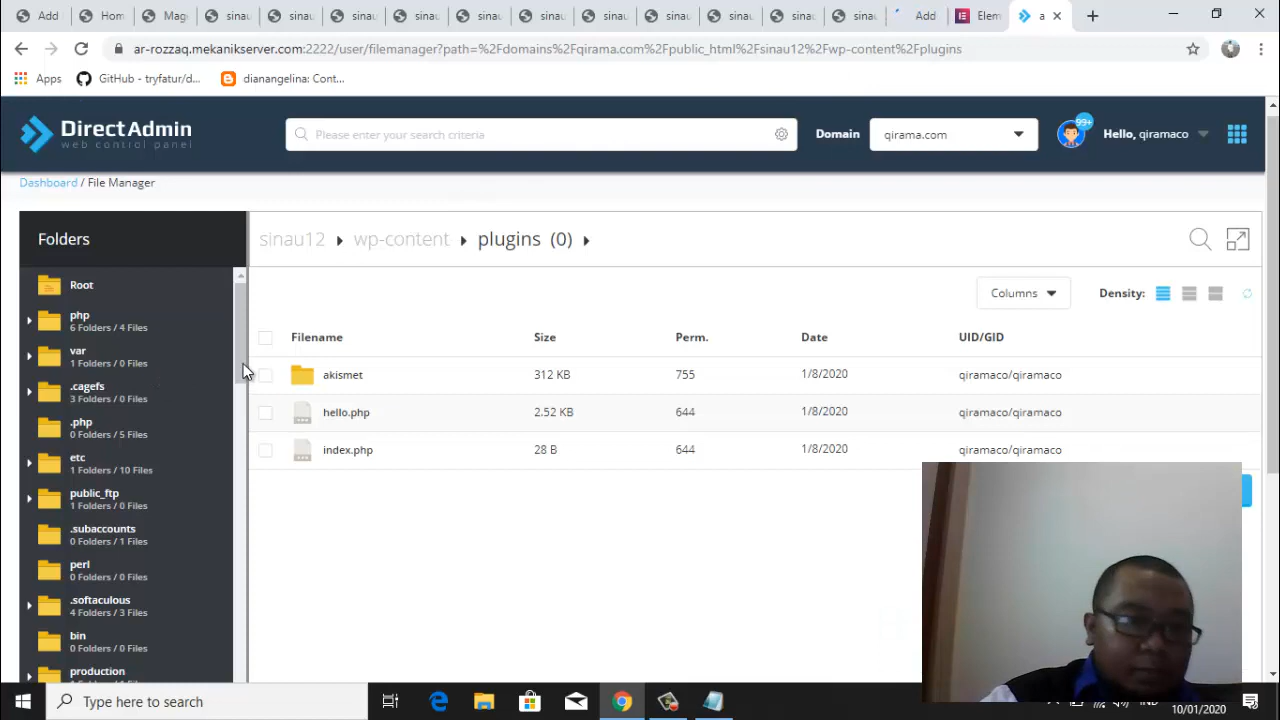 Add
Hom
Mag
sinau
sinau
sinau
sinau
sinau
sinau
sinau
sinau
sinau
sinau
sinau
Add
Elem
a
ar-rozzaq.mekanikserver.com:2222/user/filemanager?path=%2Fdomains%2Fqirama.com%2Fpublic_html%2Fsinau12%2Fwp-content%2Fplugins
Apps
GitHub - tryfatur/d...
dianangelina: Cont...
DirectAdmin
web control panel
Please enter your search criteria
Domain
qirama.com
99+
Hello, qiramaco
Dashboard / File Manager
Folders
sinau12 wp-content plugins (0)
Root
php
6 Folders / 4 Files
var
1 Folders / 0 Files
.cagefs
3 Folders / 0 Files
.php
0 Folders / 5 Files
etc
1 Folders / 10 Files
public_ftp
1 Folders / 0 Files
.subaccounts
0 Folders / 1 Files
perl
0 Folders / 0 Files
.softaculous
4 Folders / 3 Files
bin
0 Folders / 0 Files
production
Columns
Density:
Filename Size Perm. Date UID/GID
akismet 312 KB 755 1/8/2020 qiramaco/qiramaco
hello.php 2.52 KB 644 1/8/2020 qiramaco/qiramaco
index.php 28 B 644 1/8/2020 qiramaco/qiramaco
Type here to search
IND
10/01/2020